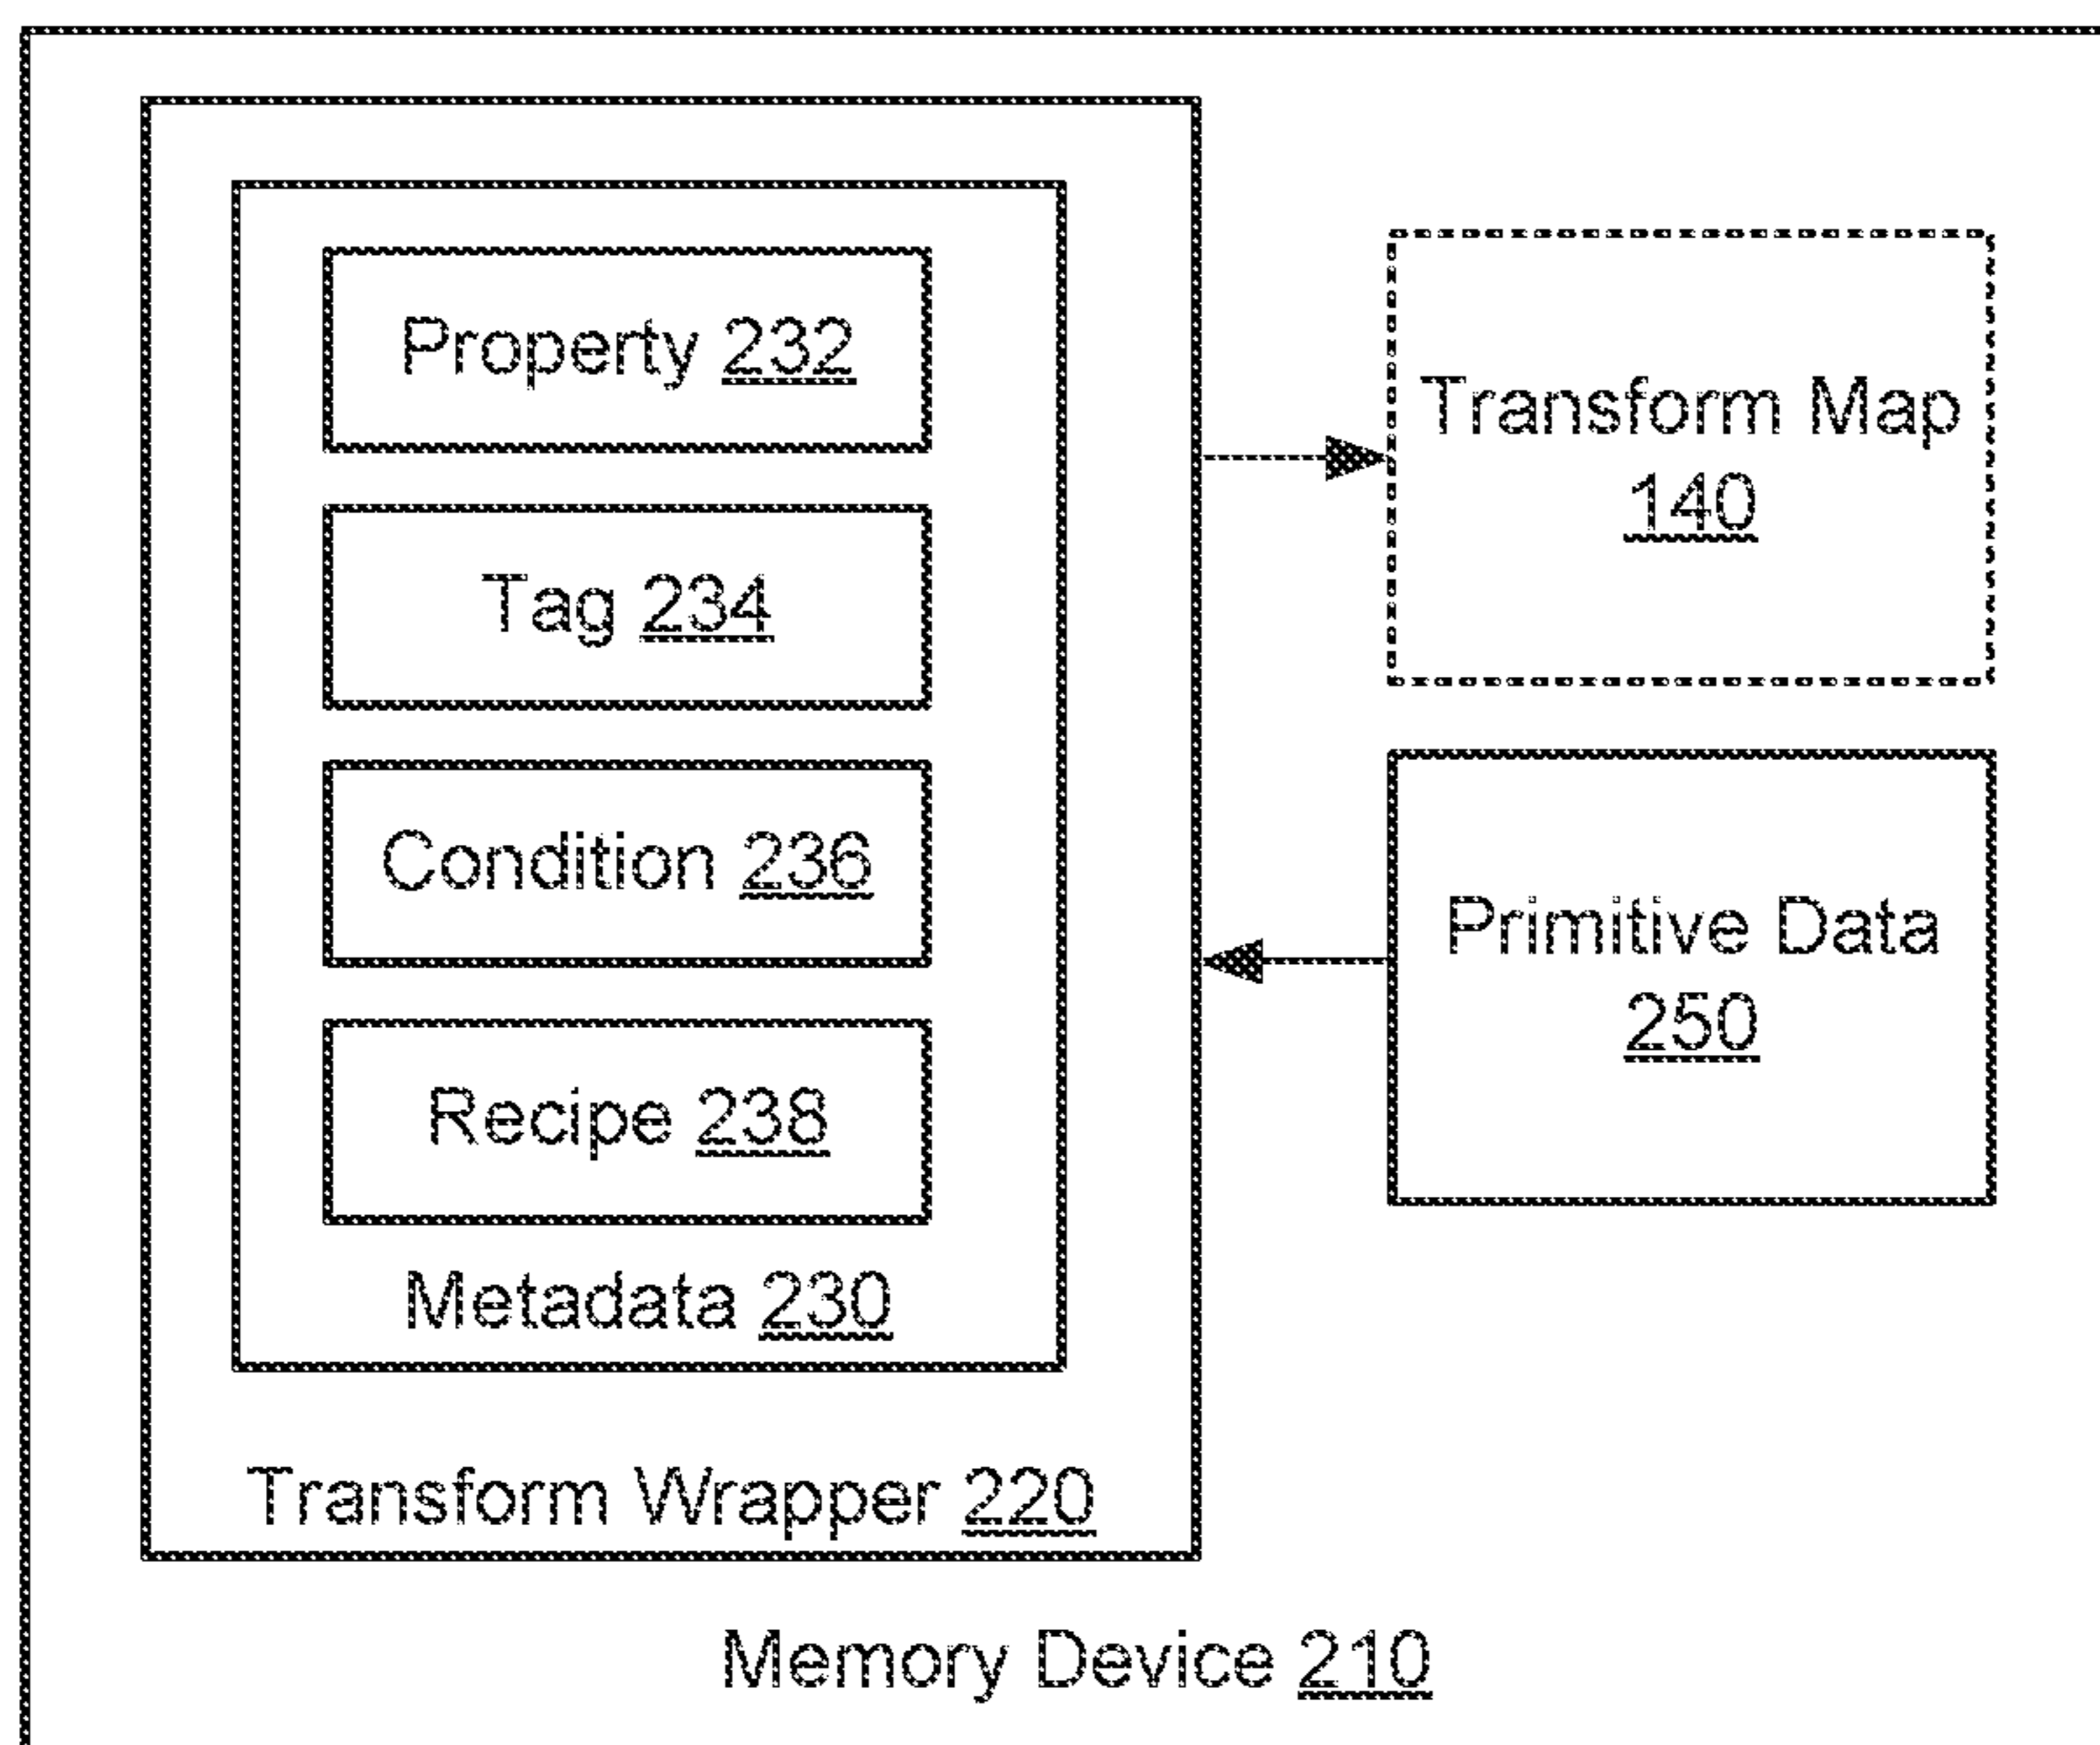 Property 232
Tag 234
Condition 236
Recipe 238
Metadata 230
Transform Wrapper 220
Transform Map
140
Primitive Data
250
Memory Device 210